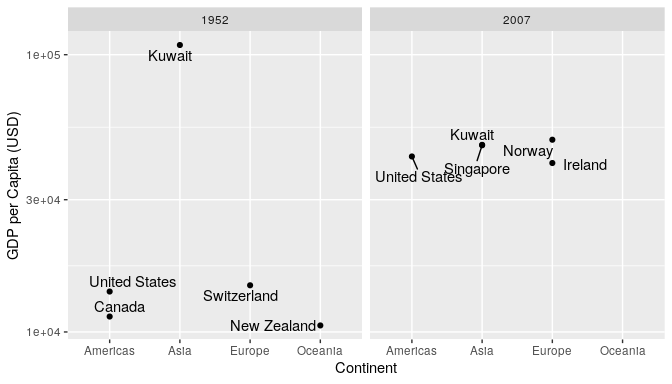 1952
2007
GDP per Capita (USD)
1e+05
3e+04
1e+04
Kuwait
United States
Canada
Switzerland
New Zealand
Kuwait
Norway
Ireland
Singapore
United States
Americas
Asia
Europe
Oceania
Americas
Asia
Europe
Oceania
Continent